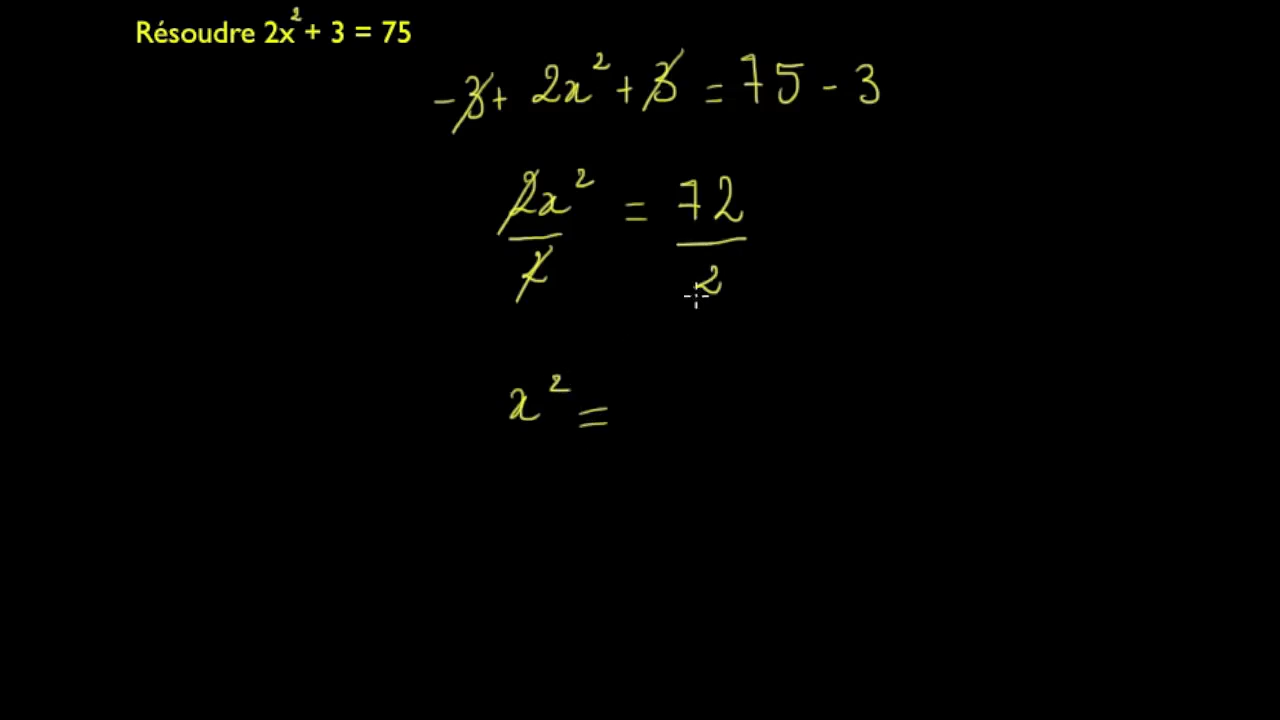 Résoudre 2x² + 3 = 75
-3+ 2x² + 3 = 75 - 3
2x² = 72
2 2
x² =